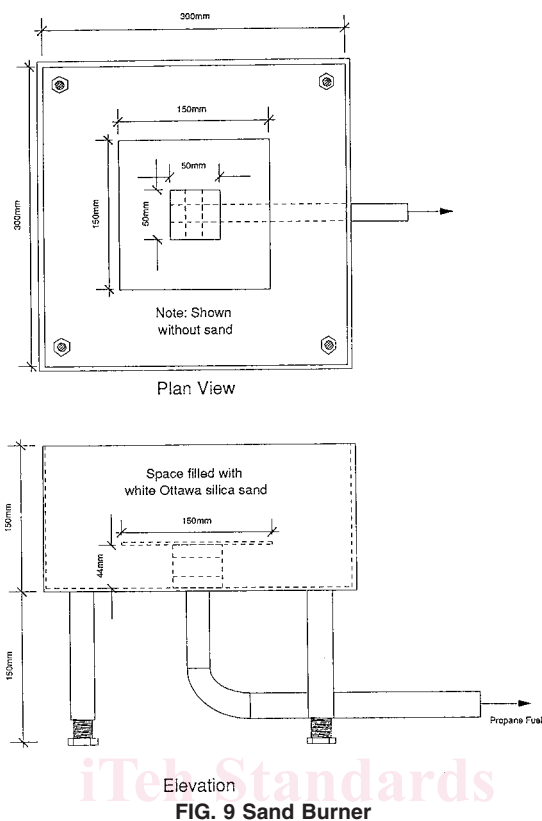 300mm
150mm
50mm
50mm
150mm
300mm
Note: Shown
without sand
Plan View
Space filled with
white Ottawa silica sand
150mm
150mm
44mm
150mm
Propane Fuel
iTeh Standards
Elevation
FIG. 9 Sand Burner